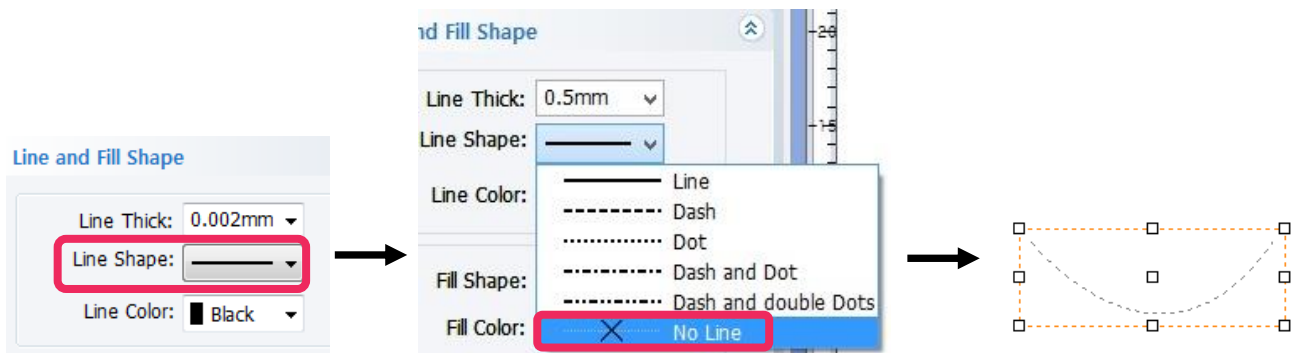 Line and Fill Shape
Line Thick: 0.002mm
Line Shape:
Line Color: Black
nd Fill Shape
Line Thick: 0.5mm
Line Shape:
Line Color:
Line
Dash
Dot
Dash and Dot
Dash and double Dots
No Line
Fill Shape:
Fill Color:
20
15